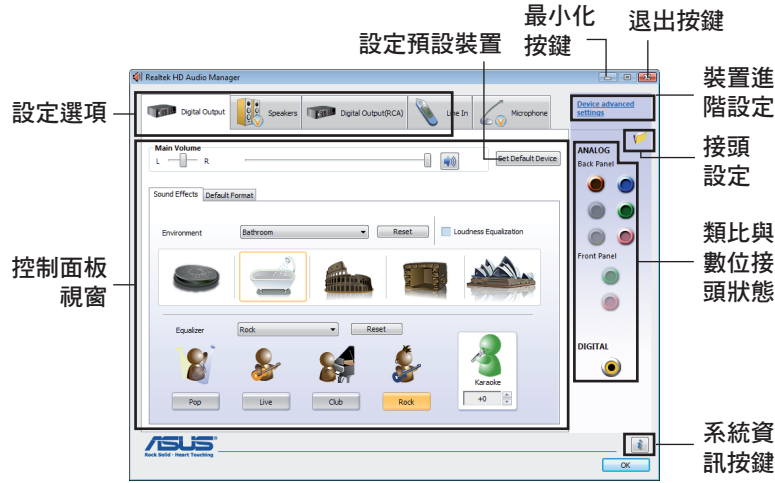 最小化
按鍵
退出按鍵
設定預設裝置
Realtek HD Audio Manager
設定選項
Digital Output
Speakers
Digital Output(RCA)
Line In
Microphone
Device advanced
settings
裝置進
階設定
Main Volume
L
R
Set Default Device
ANALOG
Back Panel
接頭
設定
Sound Effects
Default Format
Environment
Bathroom
Reset
Loudness Equalization
類比與
數位接
頭狀態
控制面板
視窗
Front Panel
Equalizer
Rock
Reset
DIGITAL
Karaoke
Pop
Live
Club
Rock
+0
ASUS
Rock Solid · Heart Touching
系統資
訊按鍵
OK